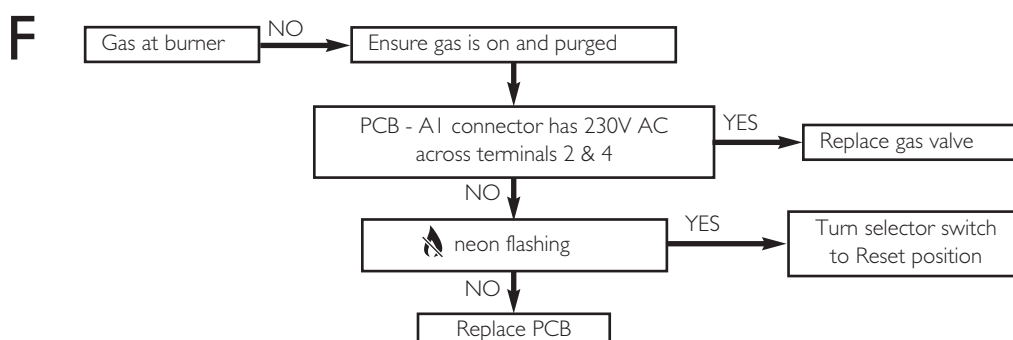 F
Gas at burner
NO
Ensure gas is on and purged
PCB - A1 connector has 230V AC
across terminals 2 & 4
YES
Replace gas valve
NO
neon flashing
YES
Turn selector switch
to Reset position
NO
Replace PCB